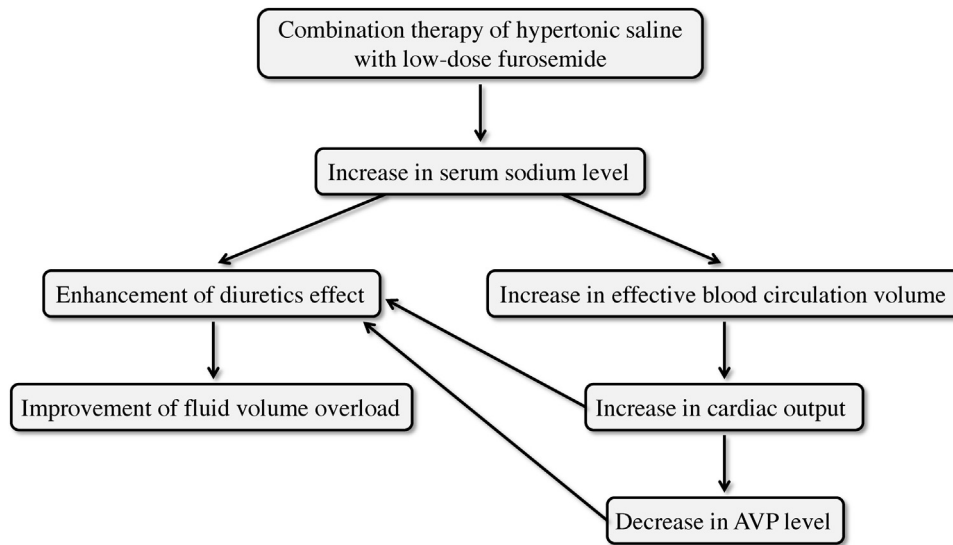 Combination therapy of hypertonic saline
with low-dose furosemide
Increase in serum sodium level
Enhancement of diuretics effect
Increase in effective blood circulation volume
Improvement of fluid volume overload
Increase in cardiac output
Decrease in AVP level